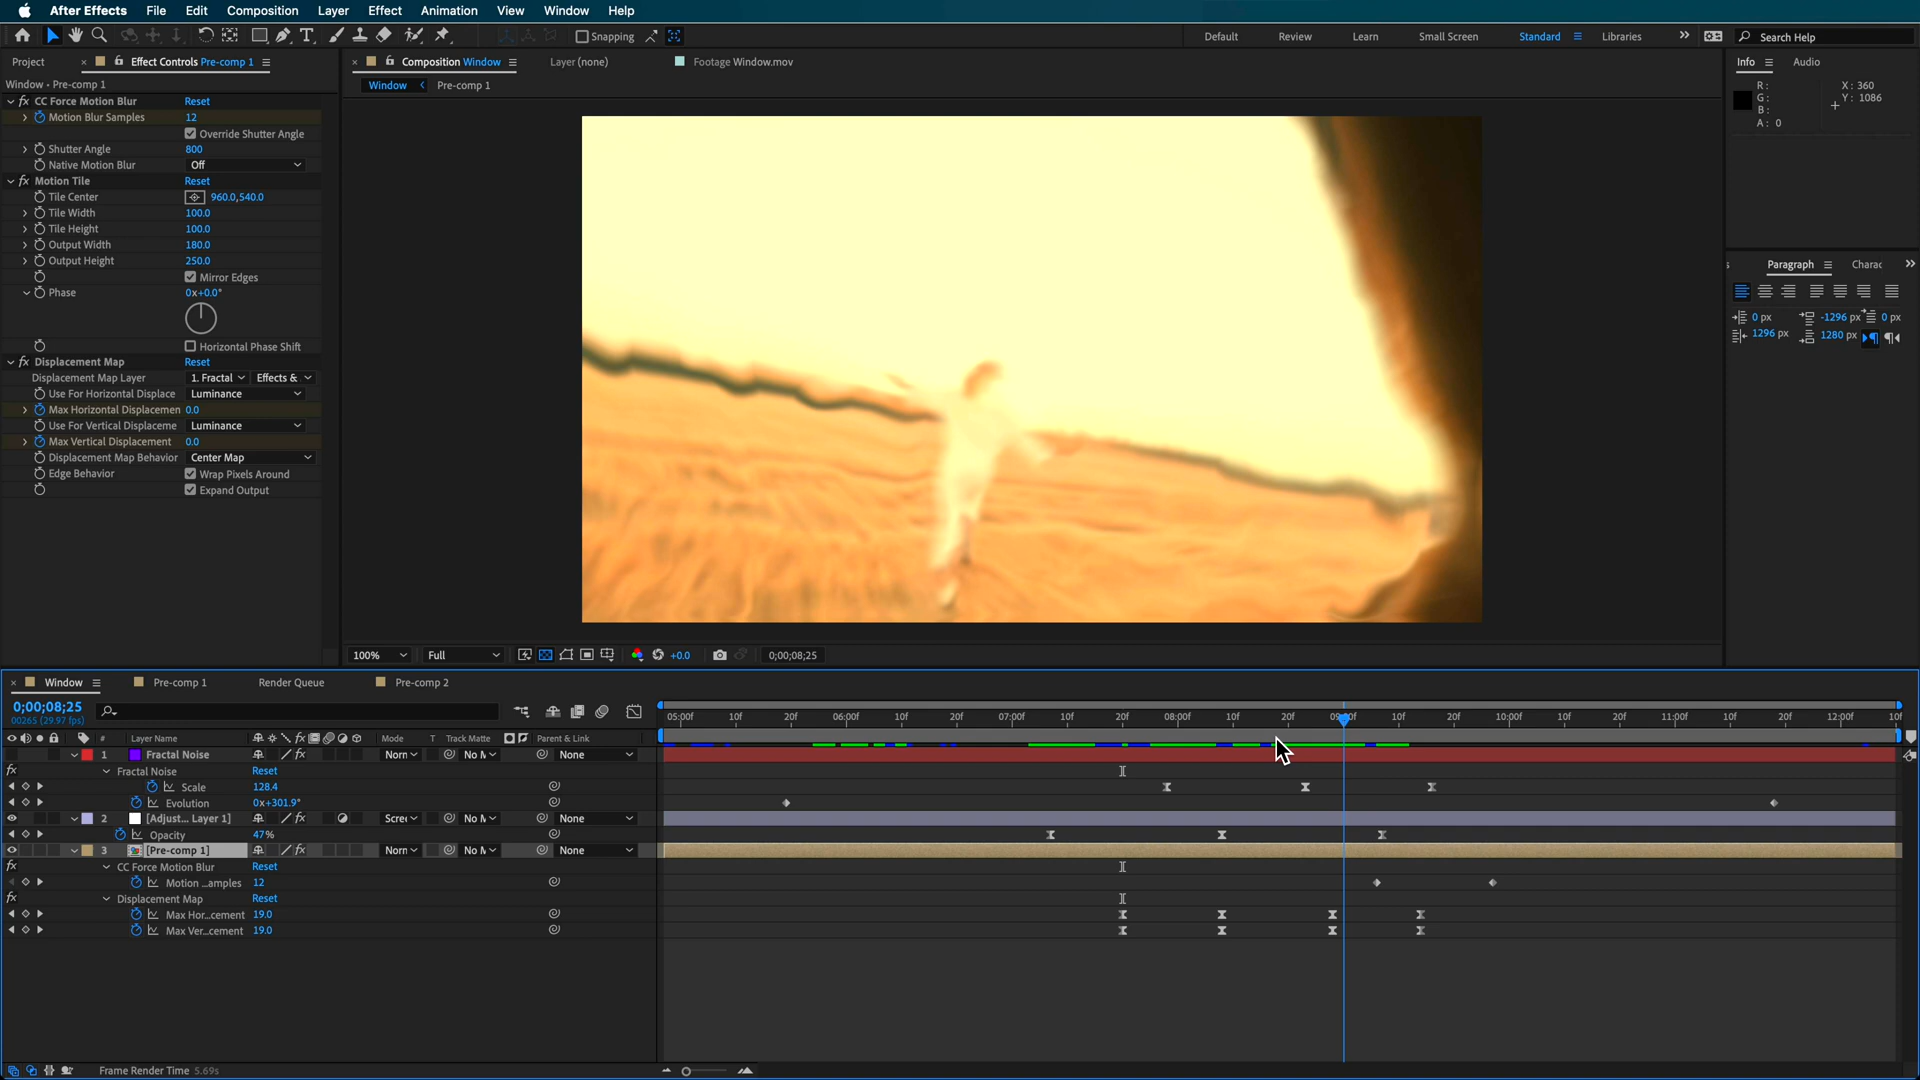 After Effects File Edit Composition Layer Effect Animation View Window Help
Snapping Default Review Learn Small Screen Standard Libraries Search Help
Project Effect Controls Pre-comp 1
Window • Pre-comp 1
CC Force Motion Blur Reset
Motion Blur Samples 12
Override Shutter Angle
Shutter Angle 800
Native Motion Blur Off
Motion Tile Reset
Tile Center 960.0,540.0
Tile Width 100.0
Tile Height 100.0
Output Width 180.0
Output Height 250.0
Mirror Edges
Phase 0x+0.0°
Horizontal Phase Shift
Displacement Map Reset
Displacement Map Layer 1. Fractal Effects &
Use For Horizontal Displace Luminance
Max Horizontal Displacemen 0.0
Use For Vertical Displaceme Luminance
Max Vertical Displacement 0.0
Displacement Map Behavior Center Map
Edge Behavior Wrap Pixels Around
Expand Output
Composition Window Layer (none) Footage Window.mov
Window Pre-comp 1
100% Full +0.0 0;00;08;25
Info Audio
R: X: 360
G: Y: 1086
B:
A: 0
s Paragraph Charac
0 px -1296 px 0 px
1296 px 1280 px
Window Pre-comp 1 Render Queue Pre-comp 2
0;00;08;25
00265 (29.97 fps)
05:00f 10f 20f 06:00f 10f 20f 07:00f 10f 20f 08:00f 10f 20f 10f 20f 10:00f 10f 20f 11:00f 10f 20f 12:00f 10f
# Layer Name Mode T Track Matte Parent & Link
1 Fractal Noise Norn No M None
Fractal Noise Reset
Scale 128.4
Evolution 0x+301.9°
2 [Adjust... Layer 1] Scre No M None
Opacity 47%
3 [Pre-comp 1] Norn No M None
CC Force Motion Blur Reset
Motion ...amples 12
Displacement Map Reset
Max Hor...cement 19.0
Max Ver...cement 19.0
Frame Render Time 5.69s